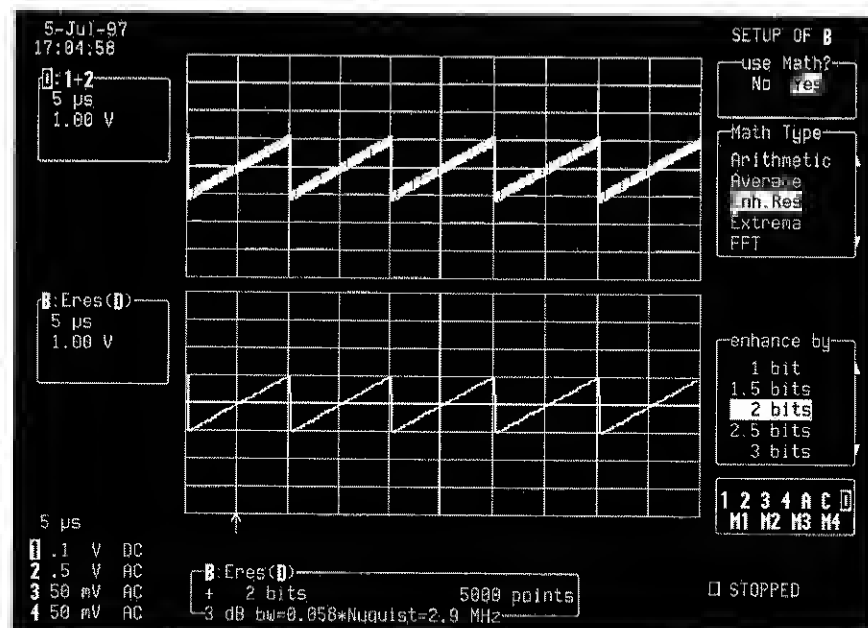 5-Jul-97
17:04:58
D:1+2
5 µs
1.00 V
B:Eres(D)
5 µs
1.00 V
5 µs
1 .1 V DC
2 .5 V AC
3 50 mV AC
4 50 mV AC
B:Eres(D)
+ 2 bits 5000 points
-3 dB bw=0.058*Nyquist=2.9 MHz
SETUP OF B
use Math?
No Yes
Math Type
Arithmetic
Average
Enh.Res
Extrema
FFT
enhance by
1 bit
1.5 bits
2 bits
2.5 bits
3 bits
1 2 3 4 A C D
M1 M2 M3 M4
STOPPED